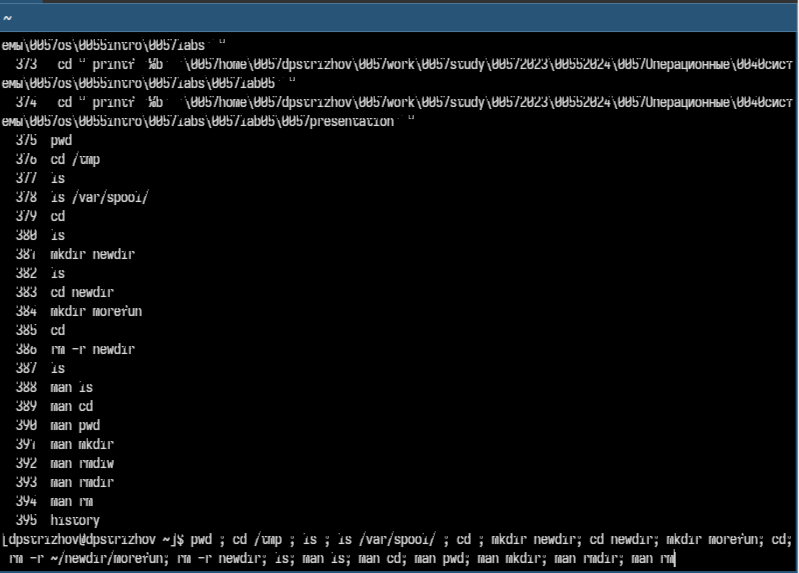 ~
емы\0057os\0055intro\0057labs`"
373 cd "`printf '%b' '\0057home\0057dpstrizhov\0057work\0057study\00572023\00552024\0057Операционные\0040сист
емы\0057os\0055intro\0057labs\0057lab05'`"
374 cd "`printf '%b' '\0057home\0057dpstrizhov\0057work\0057study\00572023\00552024\0057Операционные\0040сист
емы\0057os\0055intro\0057labs\0057lab05\0057presentation'`"
375 pwd
376 cd /tmp
377 ls
378 ls /var/spool/
379 cd
380 ls
381 mkdir newdir
382 ls
383 cd newdir
384 mkdir morefun
385 cd
386 rm -r newdir
387 ls
388 man ls
389 man cd
390 man pwd
391 man mkdir
392 man rmdiw
393 man rmdir
394 man rm
395 history
[dpstrizhov@dpstrizhov ~]$ pwd ; cd /tmp ; ls ; ls /var/spool/ ; cd ; mkdir newdir; cd newdir; mkdir morefun; cd;
rm -r ~/newdir/morefun; rm -r newdir; ls; man ls; man cd; man pwd; man mkdir; man rmdir; man rm